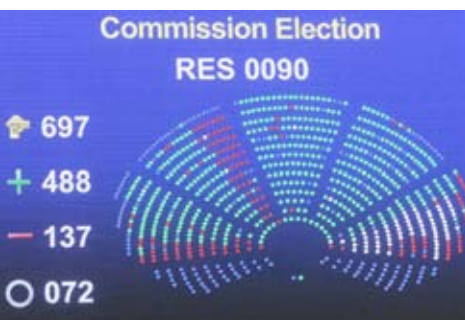 Commission Election
RES 0090
697
+ 488
− 137
072